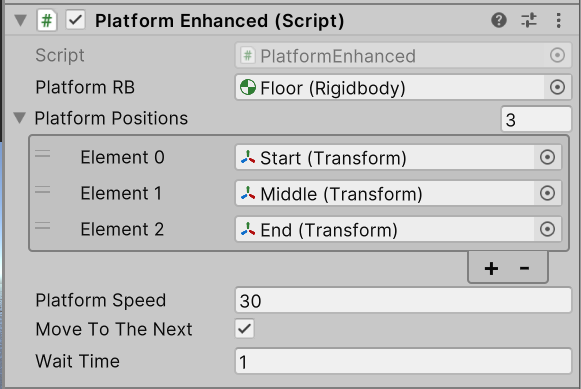 Platform Enhanced (Script)
Script PlatformEnhanced
Platform RB Floor (Rigidbody)
Platform Positions 3
Element 0 Start (Transform)
Element 1 Middle (Transform)
Element 2 End (Transform)
+ -
Platform Speed 30
Move To The Next
Wait Time 1